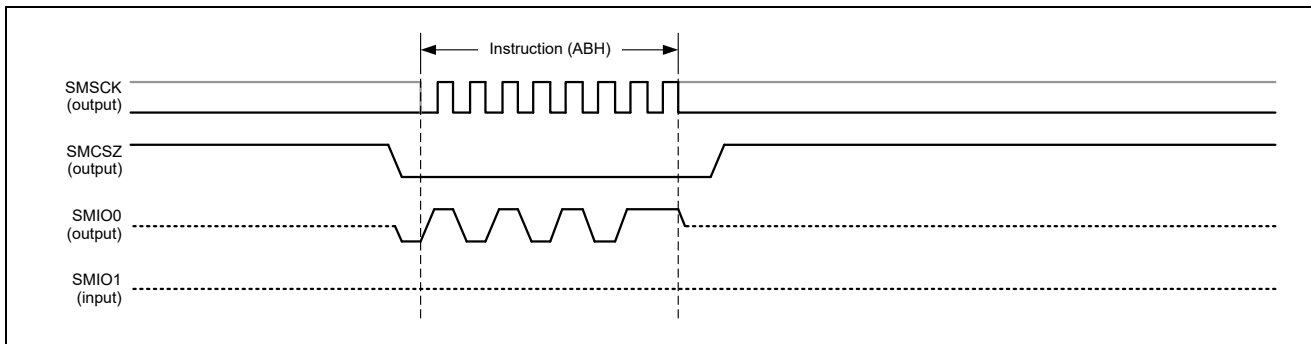 Instruction (ABH)
SMSCK
(output)
SMCSZ
(output)
SMIO0
(output)
SMIO1
(input)